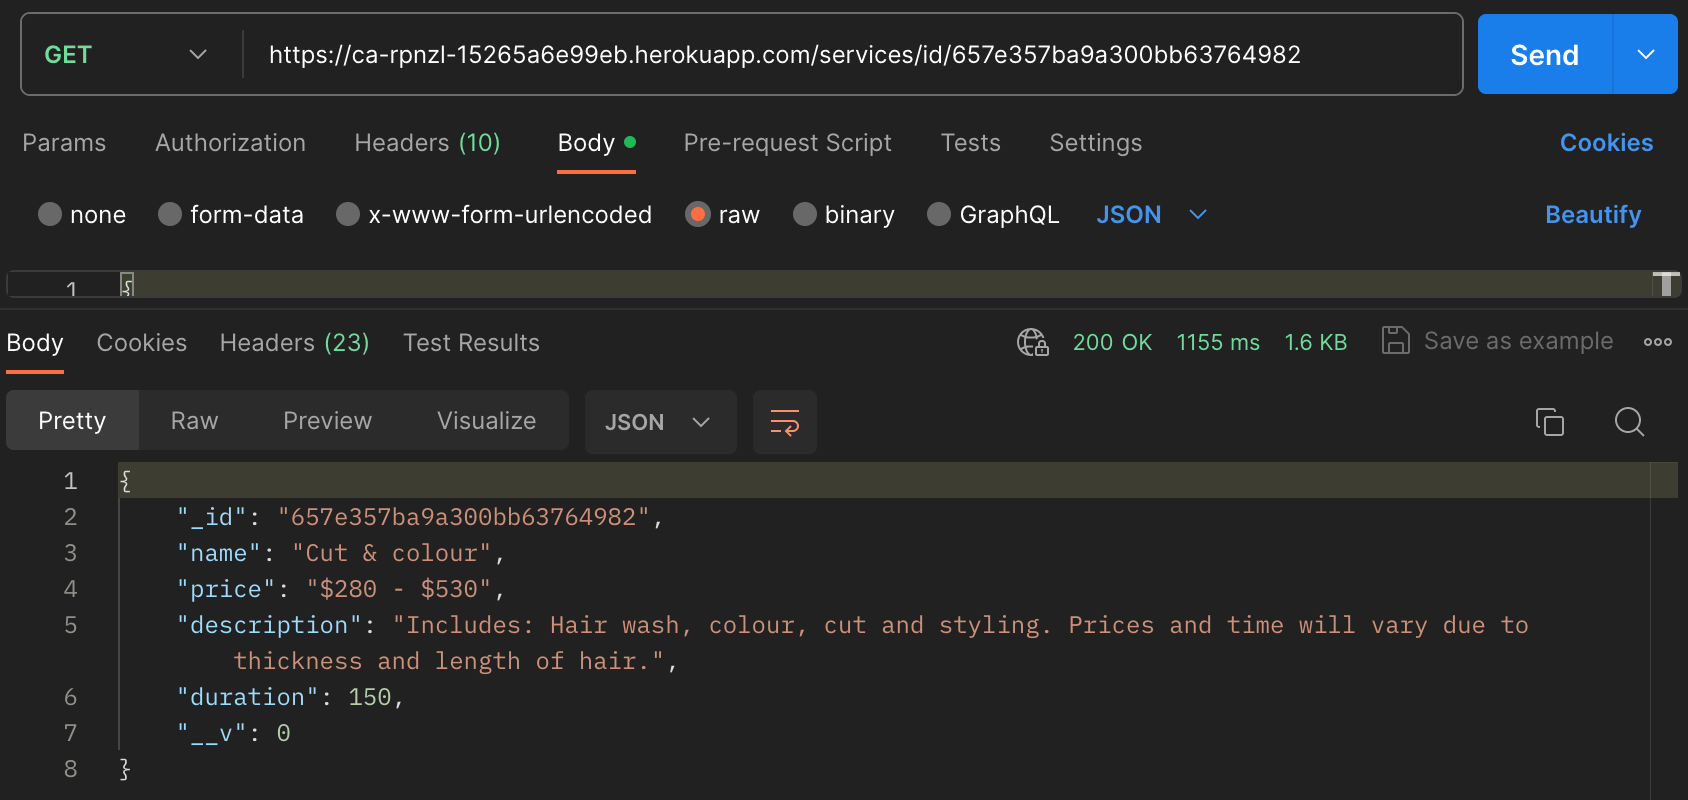 GET https://ca-rpnzl-15265a6e99eb.herokuapp.com/services/id/657e357ba9a300bb63764982 Send
Params Authorization Headers (10) Body Pre-request Script Tests Settings Cookies
none form-data x-www-form-urlencoded raw binary GraphQL JSON Beautify
1 {
Body Cookies Headers (23) Test Results 200 OK 1155 ms 1.6 KB Save as example
Pretty Raw Preview Visualize JSON
1 {
2 "_id": "657e357ba9a300bb63764982",
3 "name": "Cut & colour",
4 "price": "$280 - $530",
5 "description": "Includes: Hair wash, colour, cut and styling. Prices and time will vary due to
thickness and length of hair.",
6 "duration": 150,
7 "__v": 0
8 }